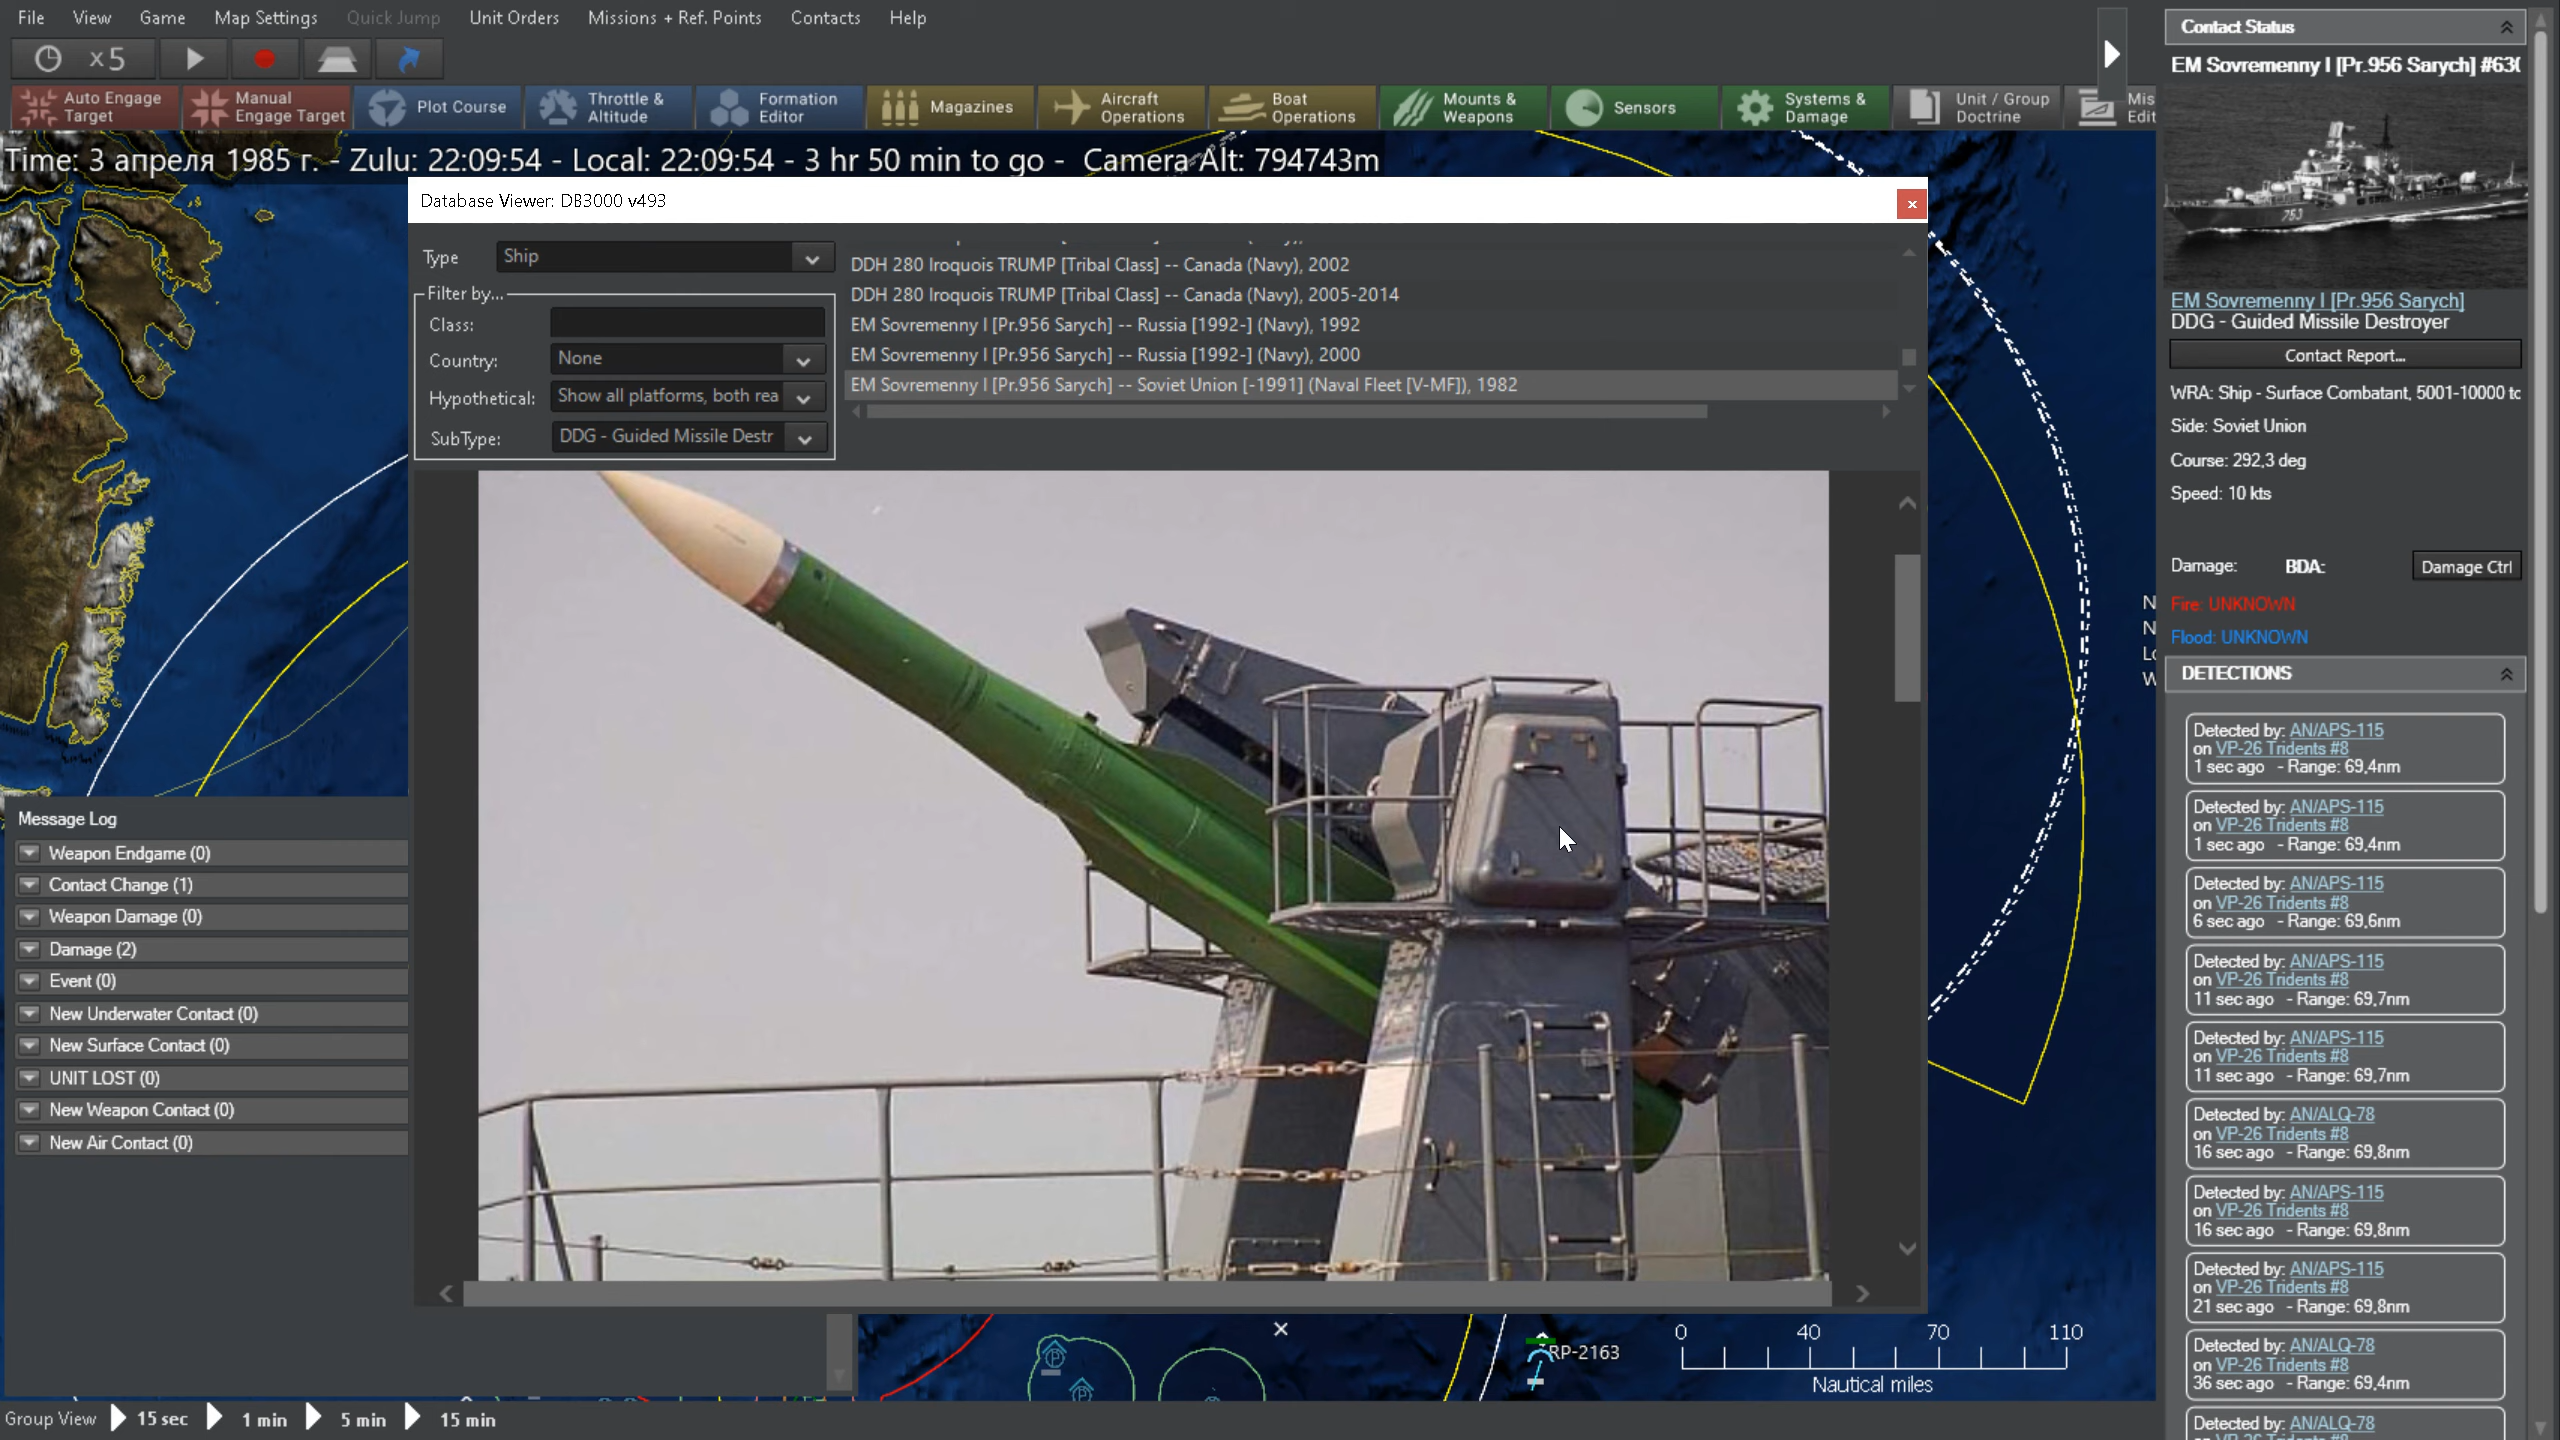 File View Game Map Settings Quick Jump Unit Orders Missions + Ref. Points Contacts Help
x5
Auto Engage Target
Manual Engage Target
Plot Course
Throttle & Altitude
Formation Editor
Magazines
Aircraft Operations
Boat Operations
Mounts & Weapons
Sensors
Systems & Damage
Unit / Group Doctrine
Mis
Edit
Time: 3 апреля 1985 г. - Zulu: 22:09:54 - Local: 22:09:54 - 3 hr 50 min to go - Camera Alt: 794743m
Database Viewer: DB3000 v493
Type Ship
Filter by...
Class:
Country: None
Hypothetical: Show all platforms, both rea
SubType: DDG - Guided Missile Destr
DDH 280 Iroquois TRUMP [Tribal Class] -- Canada (Navy), 2002
DDH 280 Iroquois TRUMP [Tribal Class] -- Canada (Navy), 2005-2014
EM Sovremenny I [Pr.956 Sarych] -- Russia [1992-] (Navy), 1992
EM Sovremenny I [Pr.956 Sarych] -- Russia [1992-] (Navy), 2000
EM Sovremenny I [Pr.956 Sarych] -- Soviet Union [-1991] (Naval Fleet [V-MF]), 1982
Message Log
Weapon Endgame (0)
Contact Change (1)
Weapon Damage (0)
Damage (2)
Event (0)
New Underwater Contact (0)
New Surface Contact (0)
UNIT LOST (0)
New Weapon Contact (0)
New Air Contact (0)
RP-2163
0 40 70 110
Nautical miles
Group View 15 sec 1 min 5 min 15 min
Contact Status
EM Sovremenny I [Pr.956 Sarych] #63(
753
EM Sovremenny I [Pr.956 Sarych]
DDG - Guided Missile Destroyer
Contact Report...
WRA: Ship - Surface Combatant, 5001-10000 tc
Side: Soviet Union
Course: 292,3 deg
Speed: 10 kts
Damage: BDA: Damage Ctrl
Fire: UNKNOWN
Flood: UNKNOWN
DETECTIONS
Detected by: AN/APS-115
on VP-26 Tridents #8
1 sec ago - Range: 69,4nm
Detected by: AN/APS-115
on VP-26 Tridents #8
1 sec ago - Range: 69,4nm
Detected by: AN/APS-115
on VP-26 Tridents #8
6 sec ago - Range: 69,6nm
Detected by: AN/APS-115
on VP-26 Tridents #8
11 sec ago - Range: 69,7nm
Detected by: AN/APS-115
on VP-26 Tridents #8
11 sec ago - Range: 69,7nm
Detected by: AN/ALQ-78
on VP-26 Tridents #8
16 sec ago - Range: 69,8nm
Detected by: AN/APS-115
on VP-26 Tridents #8
16 sec ago - Range: 69,8nm
Detected by: AN/APS-115
on VP-26 Tridents #8
21 sec ago - Range: 69,8nm
Detected by: AN/ALQ-78
on VP-26 Tridents #8
36 sec ago - Range: 69,4nm
Detected by: AN/ALQ-78